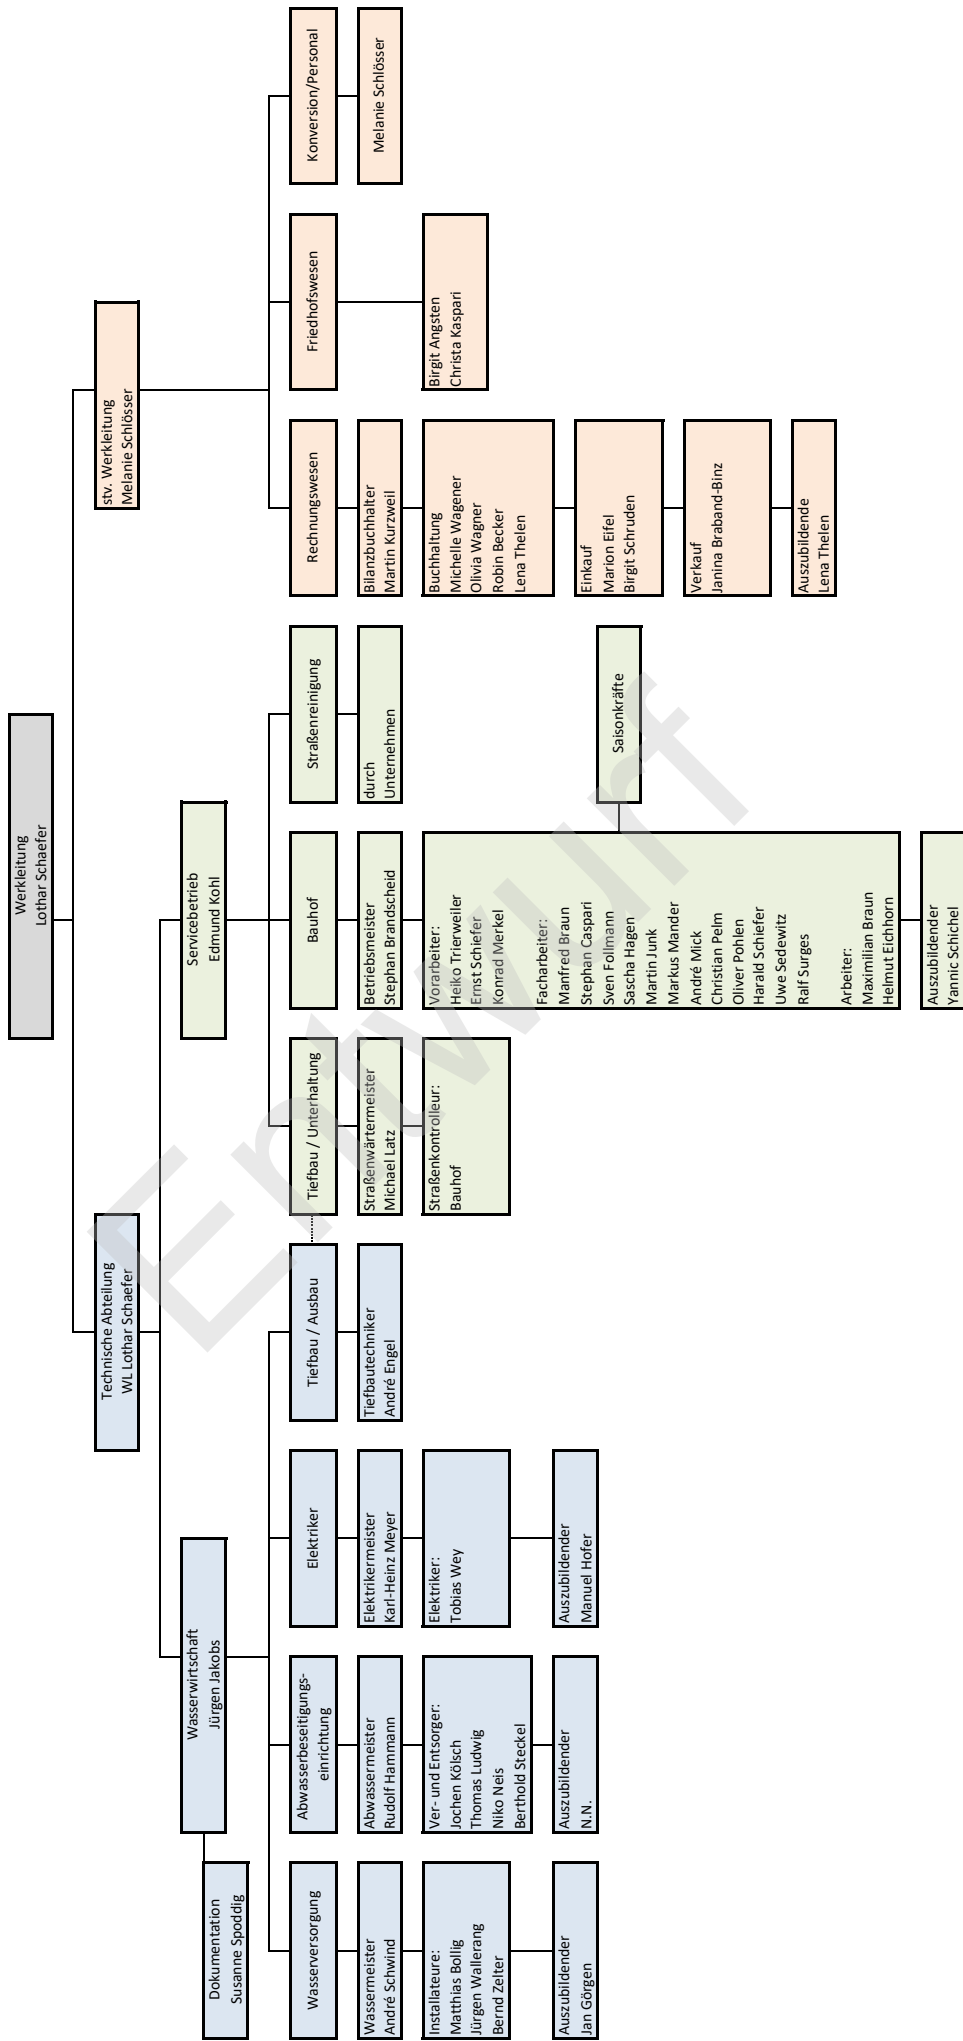 Werkleitung
Lothar Schaefer
Technische Abteilung
WL Lothar Schaefer
stv. Werkleitung
Melanie Schlösser
Wasserwirtschaft
Jürgen Jakobs
Servicebetrieb
Edmund Kohl
Dokumentation
Susanne Spoddig
Wasserversorgung
Wassermeister
André Schwind
Installateure:
Matthias Bollig
Jürgen Wallerang
Bernd Zelter
Auszubildender
Jan Görgen
Abwasserbeseitigungs-
einrichtung
Abwassermeister
Rudolf Hammann
Ver- und Entsorger:
Jochen Kölsch
Thomas Ludwig
Niko Neis
Berthold Steckel
Auszubildender
N.N.
Elektriker
Elektrikermeister
Karl-Heinz Meyer
Elektriker:
Tobias Wey
Auszubildender
Manuel Hofer
Tiefbau / Ausbau
Tiefbautechniker
André Engel
Tiefbau / Unterhaltung
Straßenwärtermeister
Michael Latz
Straßenkontrolleur:
Bauhof
Bauhof
Betriebsmeister
Stephan Brandscheid
Vorarbeiter:
Heiko Trierweiler
Ernst Schiefer
Konrad Merkel
Facharbeiter:
Manfred Braun
Stephan Caspari
Sven Follmann
Sascha Hagen
Martin Junk
Markus Mander
André Mick
Christian Pelm
Oliver Pohlen
Harald Schiefer
Uwe Sedewitz
Ralf Surges
Arbeiter:
Maximilian Braun
Helmut Eichhorn
Auszubildender
Yannic Schichel
Saisonkräfte
Straßenreinigung
durch
Unternehmen
Rechnungswesen
Bilanzbuchhalter
Martin Kurzweil
Buchhaltung
Michelle Wagener
Olivia Wagner
Robin Becker
Lena Thelen
Einkauf
Marion Eifel
Birgit Schruden
Verkauf
Janina Braband-Binz
Auszubildende
Lena Thelen
Friedhofswesen
Birgit Angsten
Christa Kaspari
Konversion/Personal
Melanie Schlösser
Entwurf